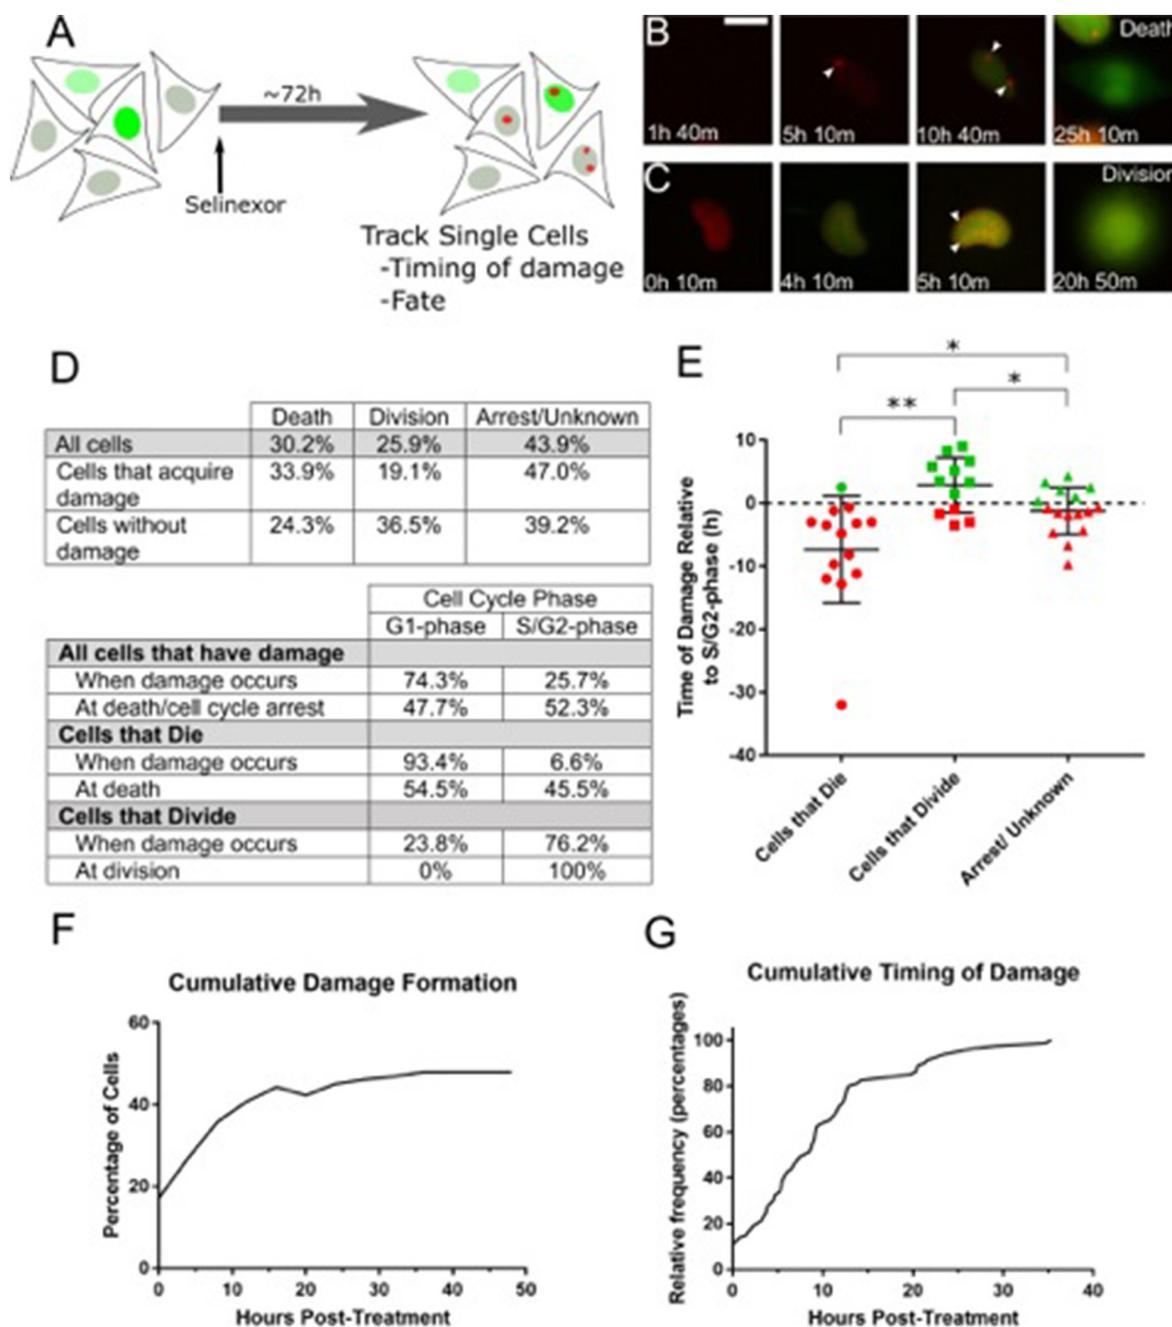 A
~72h
Selinexor
Track Single Cells
-Timing of damage
-Fate
B
Death
1h 40m
5h 10m
10h 40m
25h 10m
C
Division
0h 10m
4h 10m
5h 10m
20h 50m
D
Death Division Arrest/Unknown
All cells 30.2% 25.9% 43.9%
Cells that acquire damage 33.9% 19.1% 47.0%
Cells without damage 24.3% 36.5% 39.2%
Cell Cycle Phase
G1-phase S/G2-phase
All cells that have damage
When damage occurs 74.3% 25.7%
At death/cell cycle arrest 47.7% 52.3%
Cells that Die
When damage occurs 93.4% 6.6%
At death 54.5% 45.5%
Cells that Divide
When damage occurs 23.8% 76.2%
At division 0% 100%
E
*
** *
Time of Damage Relative
to S/G2-phase (h)
10
0
-10
-20
-30
-40
Cells that Die
Cells that Divide
Arrest/ Unknown
F
Cumulative Damage Formation
Percentage of Cells
60
40
20
0
0 10 20 30 40 50
Hours Post-Treatment
G
Cumulative Timing of Damage
Relative frequency (percentages)
100
80
60
40
20
0
0 10 20 30 40
Hours Post-Treatment